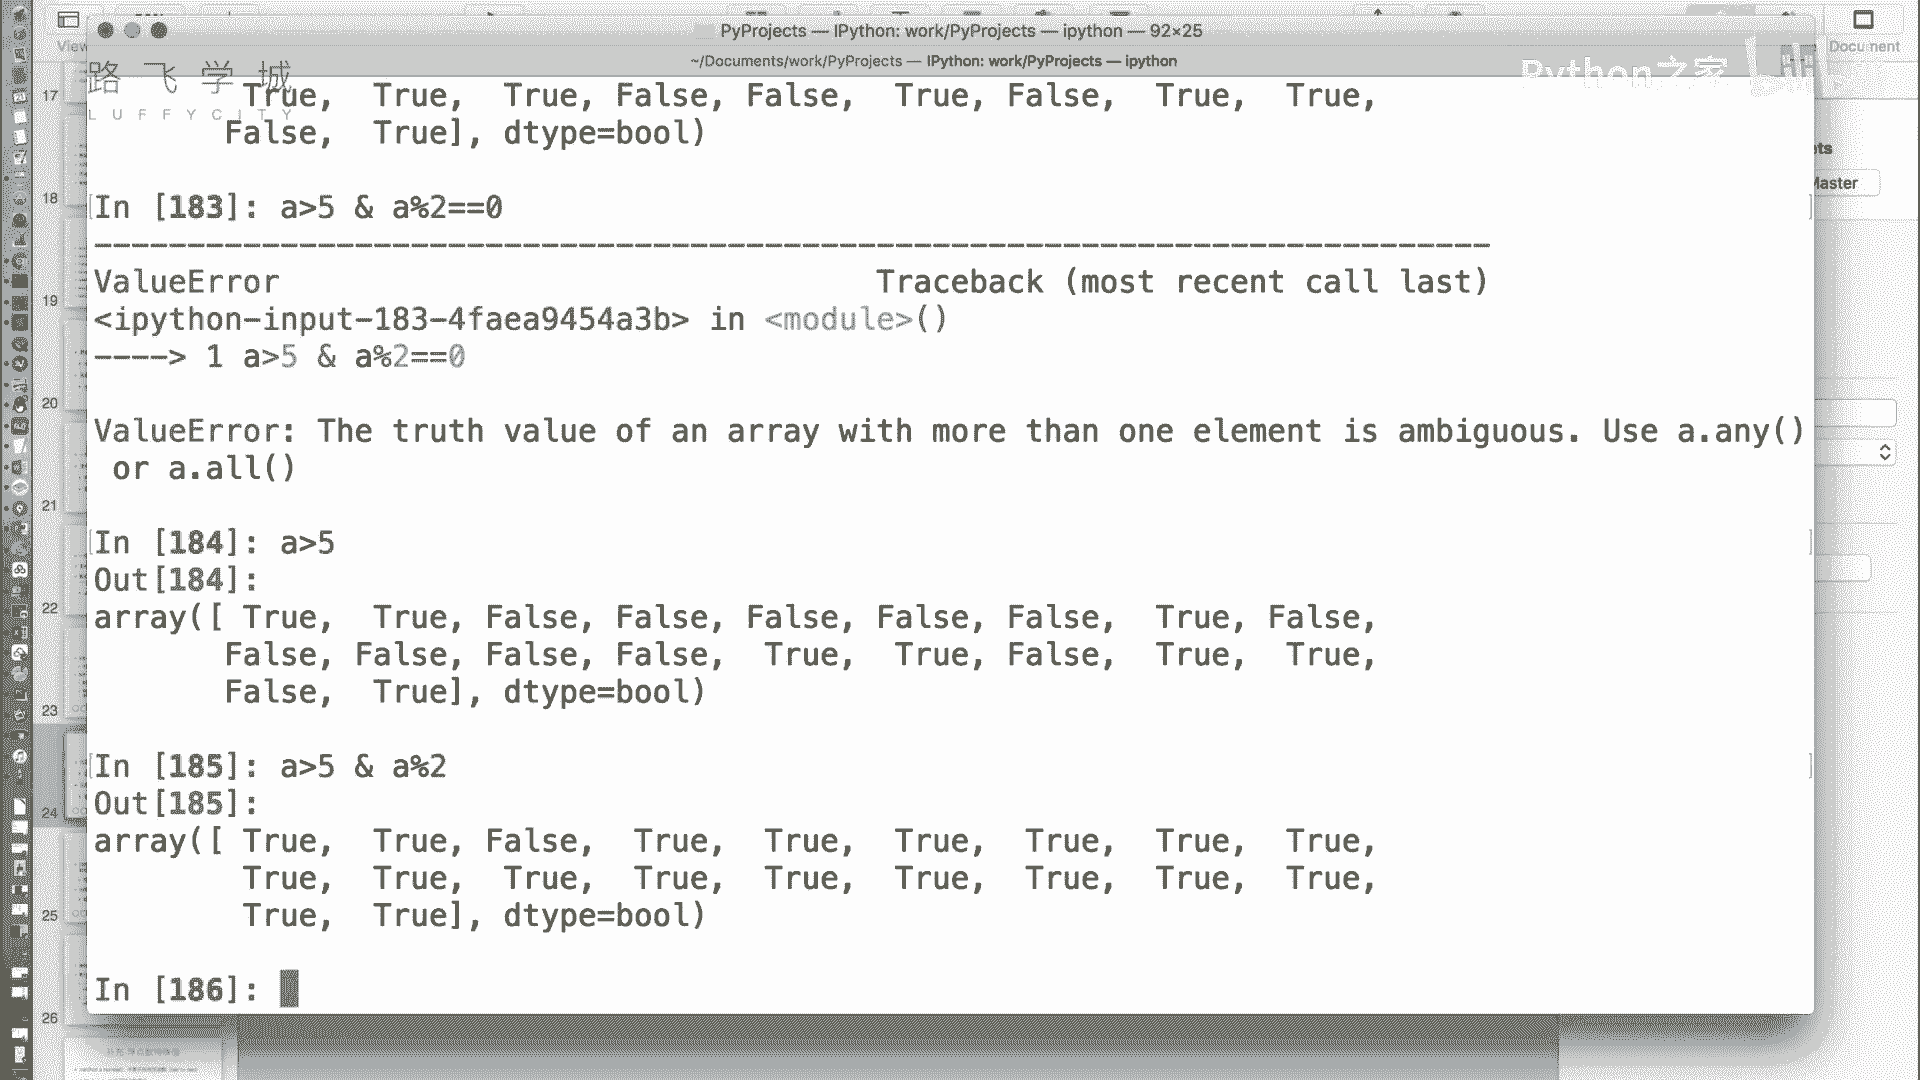 PyProjects — IPython: work/PyProjects — ipython — 92×25
View
Document
~/Documents/work/PyProjects — IPython: work/PyProjects — ipython
路飞学城
LUFFYCITY
Python之家
17
True,  True,  True, False, False,  True, False,  True,  True,
False,  True], dtype=bool)
ets
Master
18
In [183]: a>5 & a%2==0
---------------------------------------------------------------------------
19
ValueError                                Traceback (most recent call last)
<ipython-input-183-4faea9454a3b> in <module>()
----> 1 a>5 & a%2==0
20
ValueError: The truth value of an array with more than one element is ambiguous. Use a.any()
or a.all()
21
In [184]: a>5
Out[184]:
22
array([ True,  True, False, False, False, False, False,  True, False,
False, False, False, False,  True,  True, False,  True,  True,
False,  True], dtype=bool)
23
In [185]: a>5 & a%2
Out[185]:
24
array([ True,  True, False,  True,  True,  True,  True,  True,  True,
True,  True,  True,  True,  True,  True,  True,  True,  True,
True,  True], dtype=bool)
25
In [186]:
26